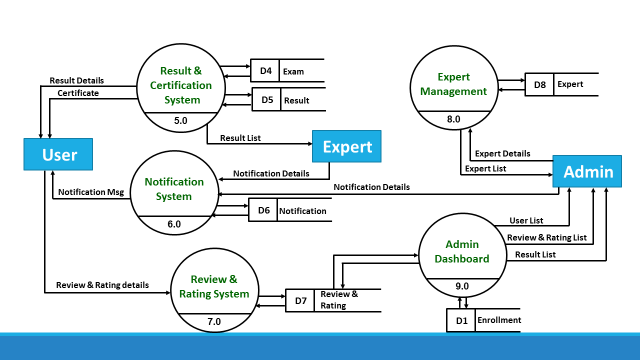 Result &
Certification
System
5.0
D4 Exam
D5 Result
Expert
Management
8.0
D8 Expert
Result Details
Certificate
User
Result List
Expert
Expert Details
Expert List
Admin
Notification
System
6.0
Notification Msg
Notification Details
Notification Details
D6 Notification
User List
Review & Rating List
Result List
Admin
Dashboard
9.0
Review & Rating details
Review &
Rating System
7.0
D7 Review &
Rating
D1 Enrollment